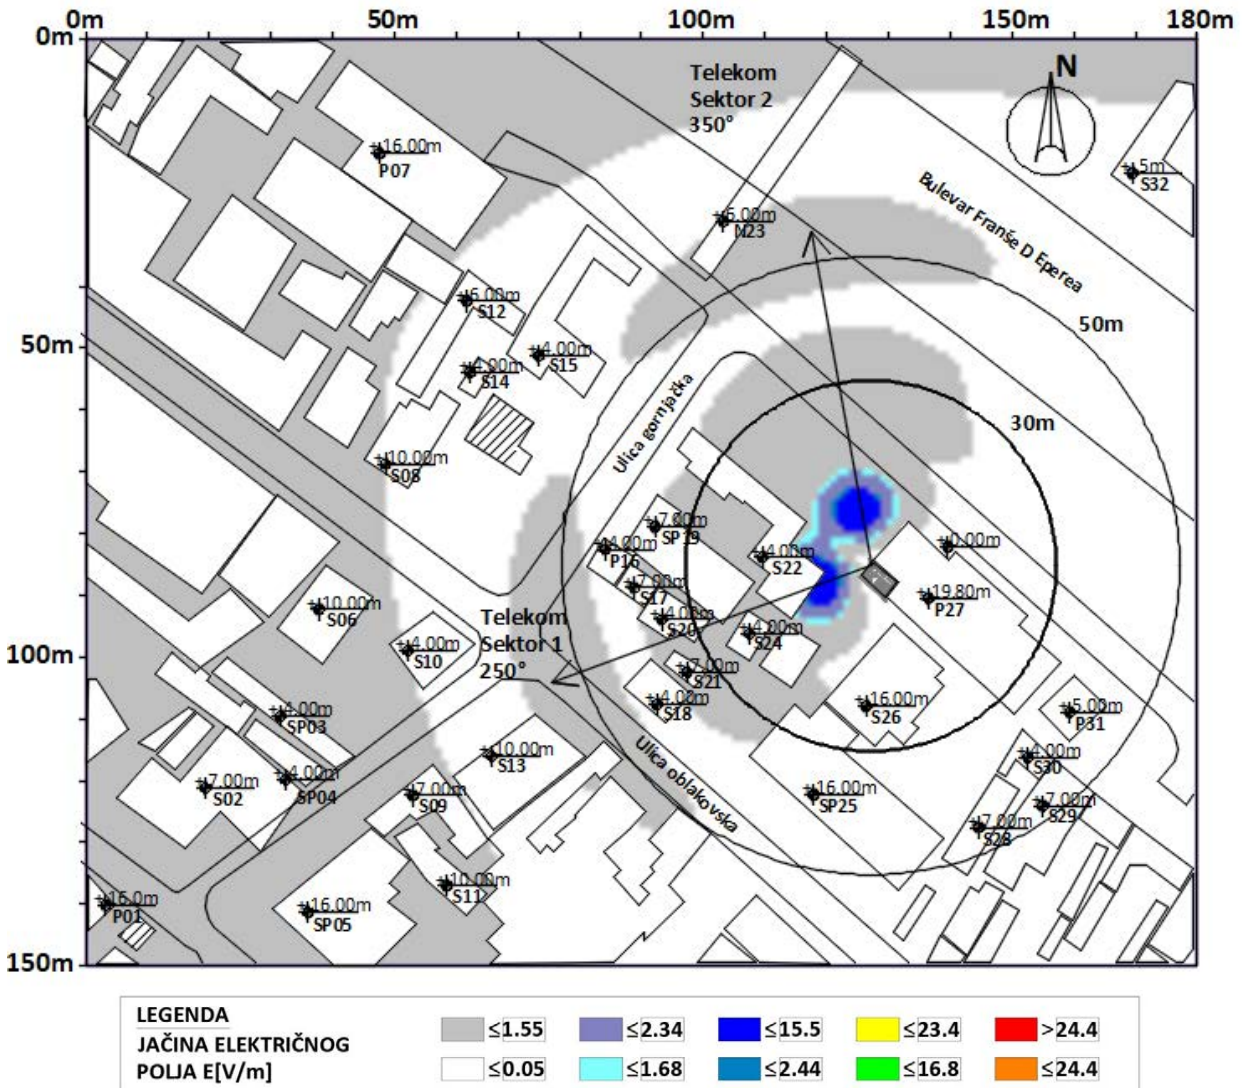 0m 50m 100m 150m 180m
0m
50m
100m
150m
Telekom
Sektor 2
350°
N
+16.00m
P07
+5m
S32
Bulevar Franše D Eperea
+6.00m
N23
+6.00m
S12
50m
+4.00m
S15
+4.00m
S14
30m
Ulica gornjačka
+10.00m
S08
+7.00m
SP19
P16
+4.00m
S22
+0.00m
+7.00m
S17
+19.80m
P27
+10.00m
S06
Telekom
Sektor 1
250°
+4.00m
S20
+4.00m
S24
+4.00m
S10
+7.00m
S21
+4.00m
S18
+16.00m
S26
+5.00m
P31
+4.00m
SP03
+10.00m
S13
Ulica oblakovska
+4.00m
S30
+7.00m
S02
+4.00m
SP04
+7.00m
S09
+16.00m
SP25
+7.00m
S29
+7.00m
S28
+10.00m
S11
+16.0m
P01
+16.00m
SP05
LEGENDA
JAČINA ELEKTRIČNOG
POLJA E[V/m]
≤1.55 ≤2.34 ≤15.5 ≤23.4 >24.4
≤0.05 ≤1.68 ≤2.44 ≤16.8 ≤24.4